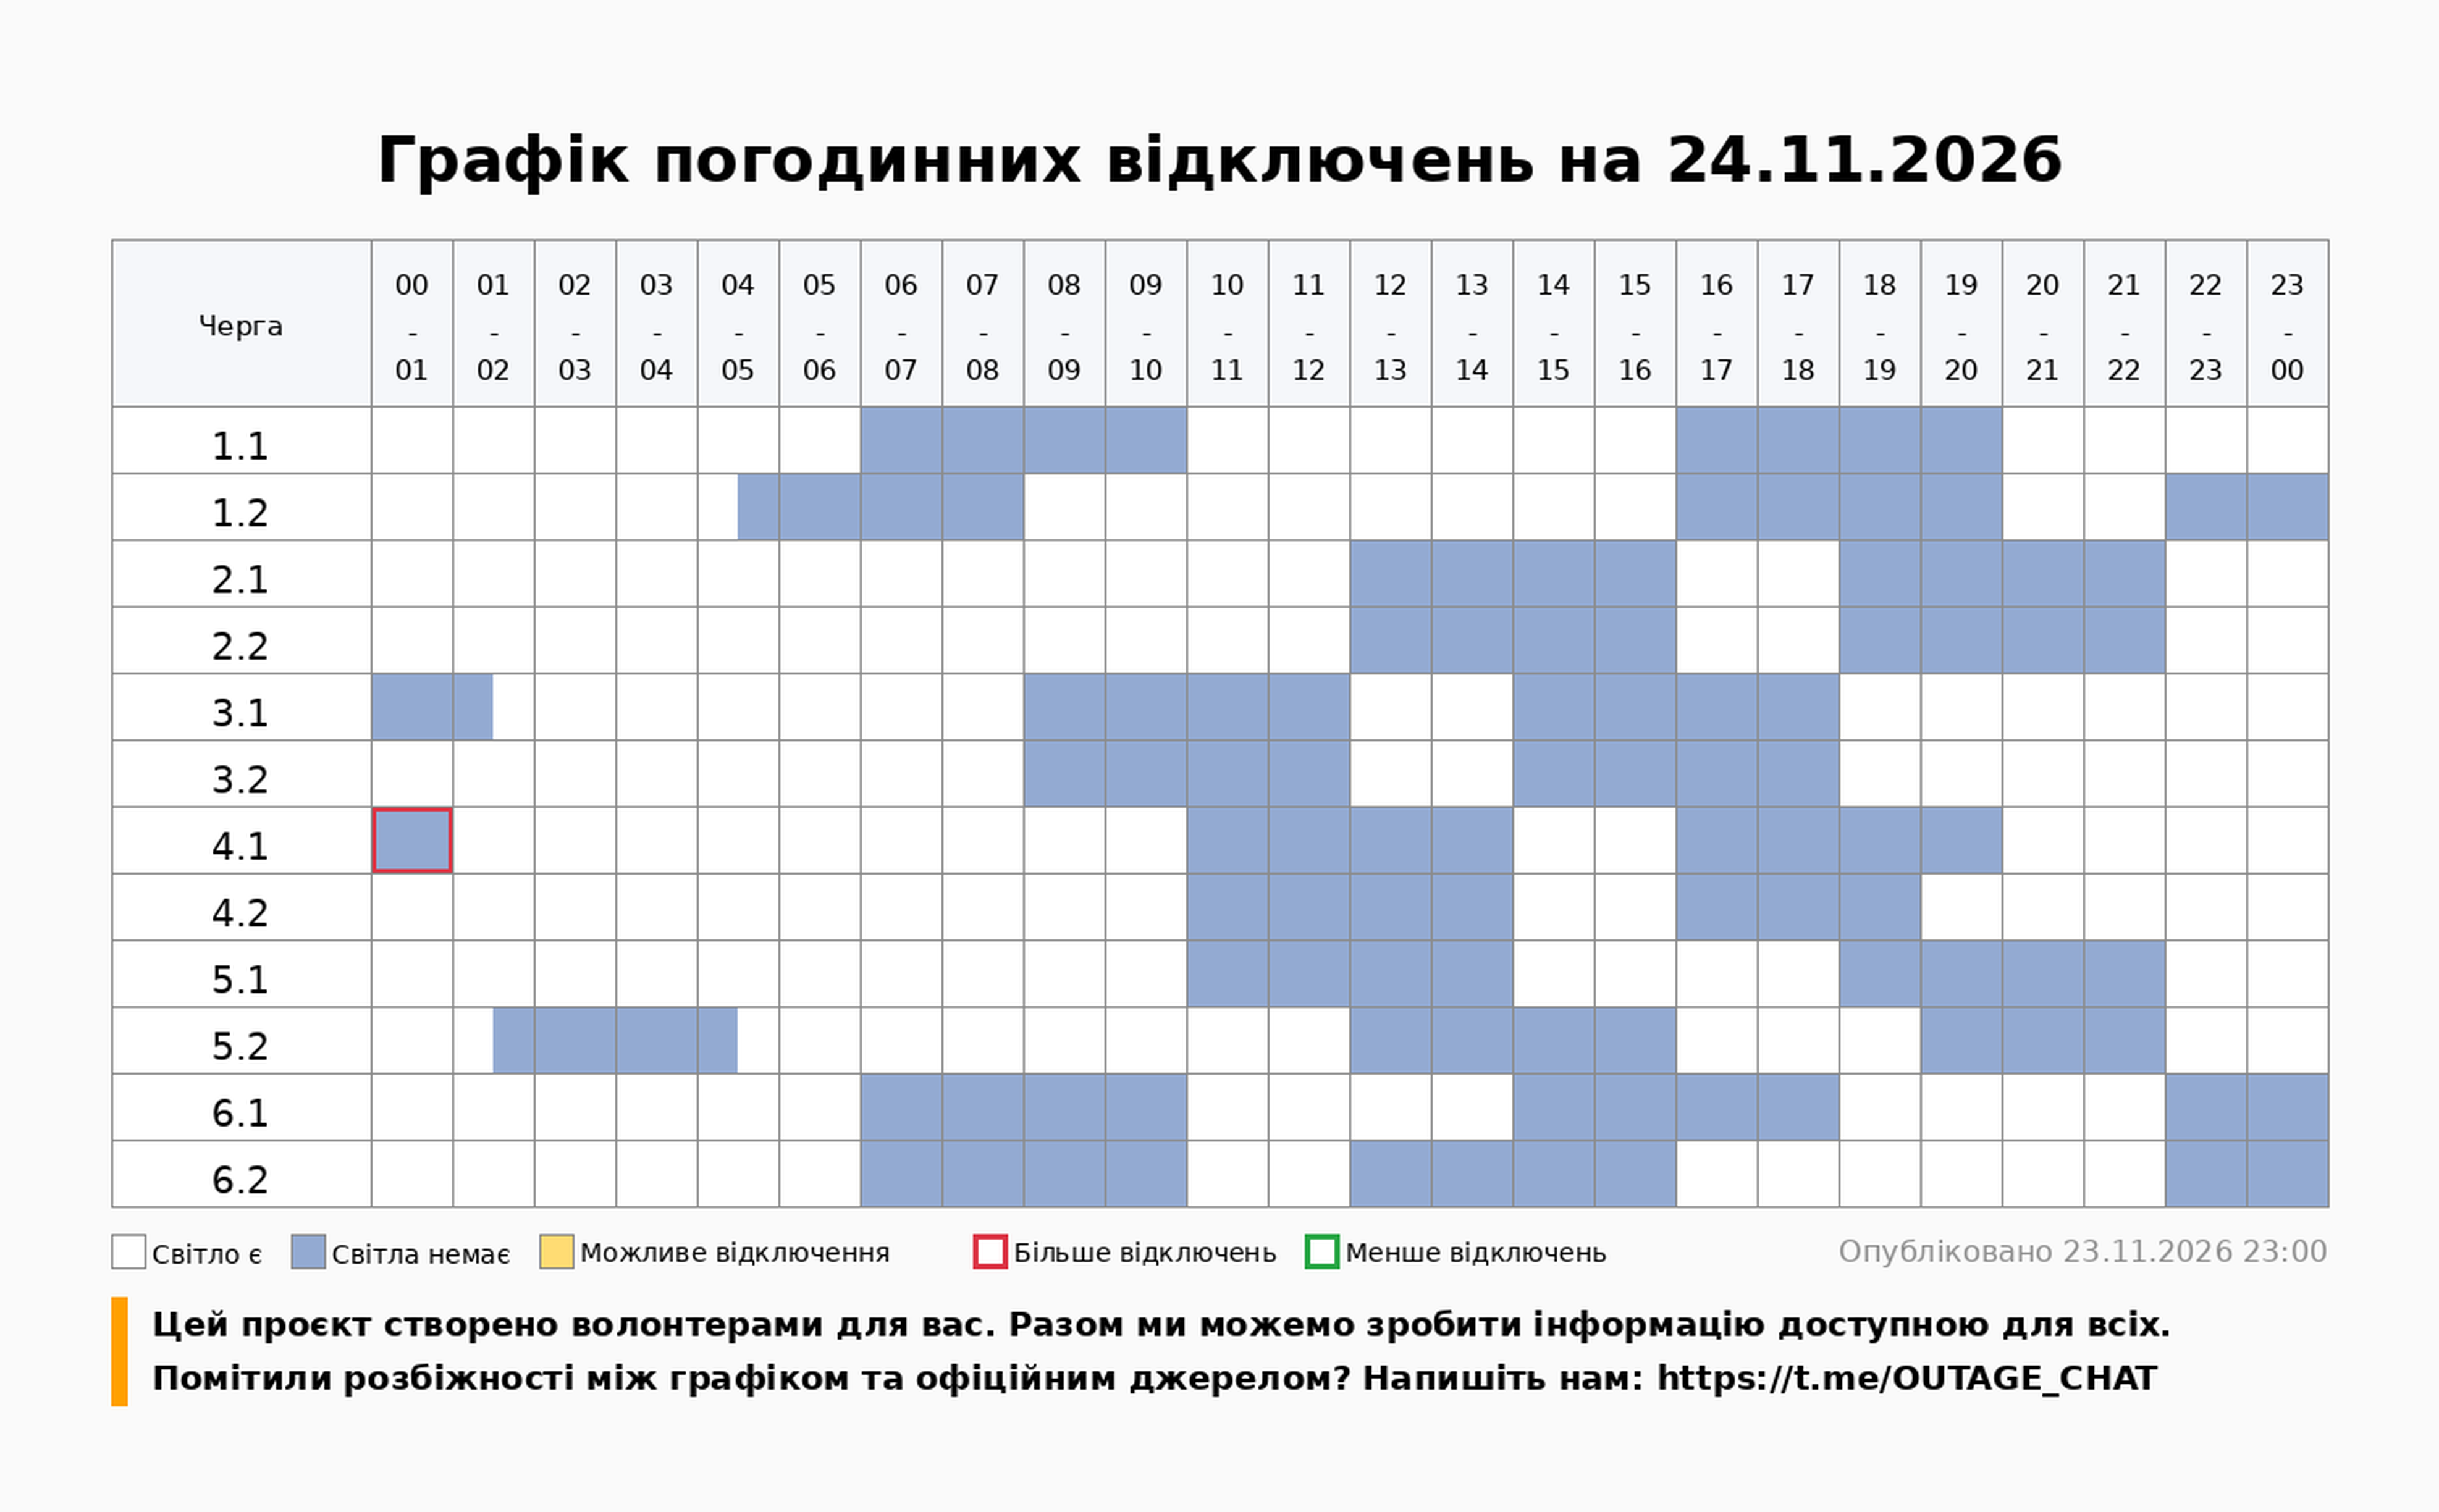 Графік погодинних відключень на 24.11.2026
Черга 00 - 01 01 - 02 02 - 03 03 - 04 04 - 05 05 - 06 06 - 07 07 - 08 08 - 09 09 - 10 10 - 11 11 - 12 12 - 13 13 - 14 14 - 15 15 - 16 16 - 17 17 - 18 18 - 19 19 - 20 20 - 21 21 - 22 22 - 23 23 - 00
1.1
1.2
2.1
2.2
3.1
3.2
4.1
4.2
5.1
5.2
6.1
6.2
Світло є Світла немає Можливе відключення Більше відключень Менше відключень Опубліковано 23.11.2026 23:00
Цей проєкт створено волонтерами для вас. Разом ми можемо зробити інформацію доступною для всіх.
Помітили розбіжності між графіком та офіційним джерелом? Напишіть нам: https://t.me/OUTAGE_CHAT